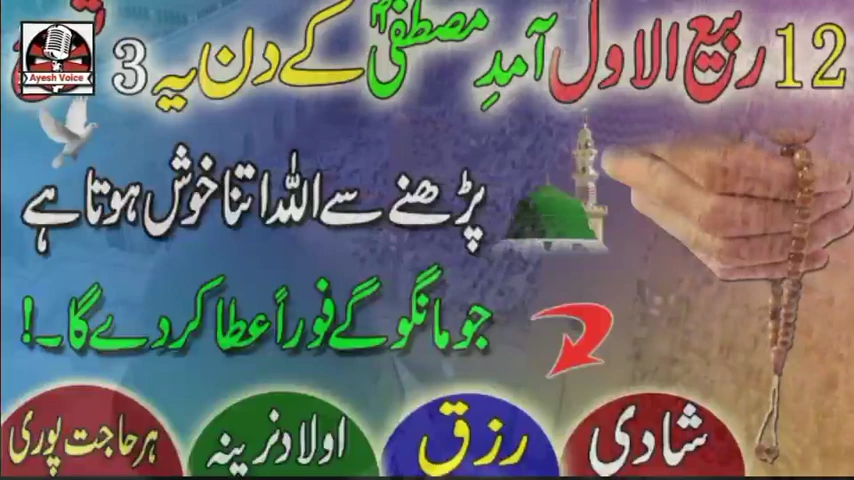 12 ربیع الاول آمدِ مصطفیٰؐ کے دن یہ 3
Ayesh Voice
پڑھنے سے اللہ اتنا خوش ہوتا ہے
جو مانگو گے فوراً عطا کر دے گا۔!
شادی
رزق
اولاد نرینہ
ہر حاجت پوری